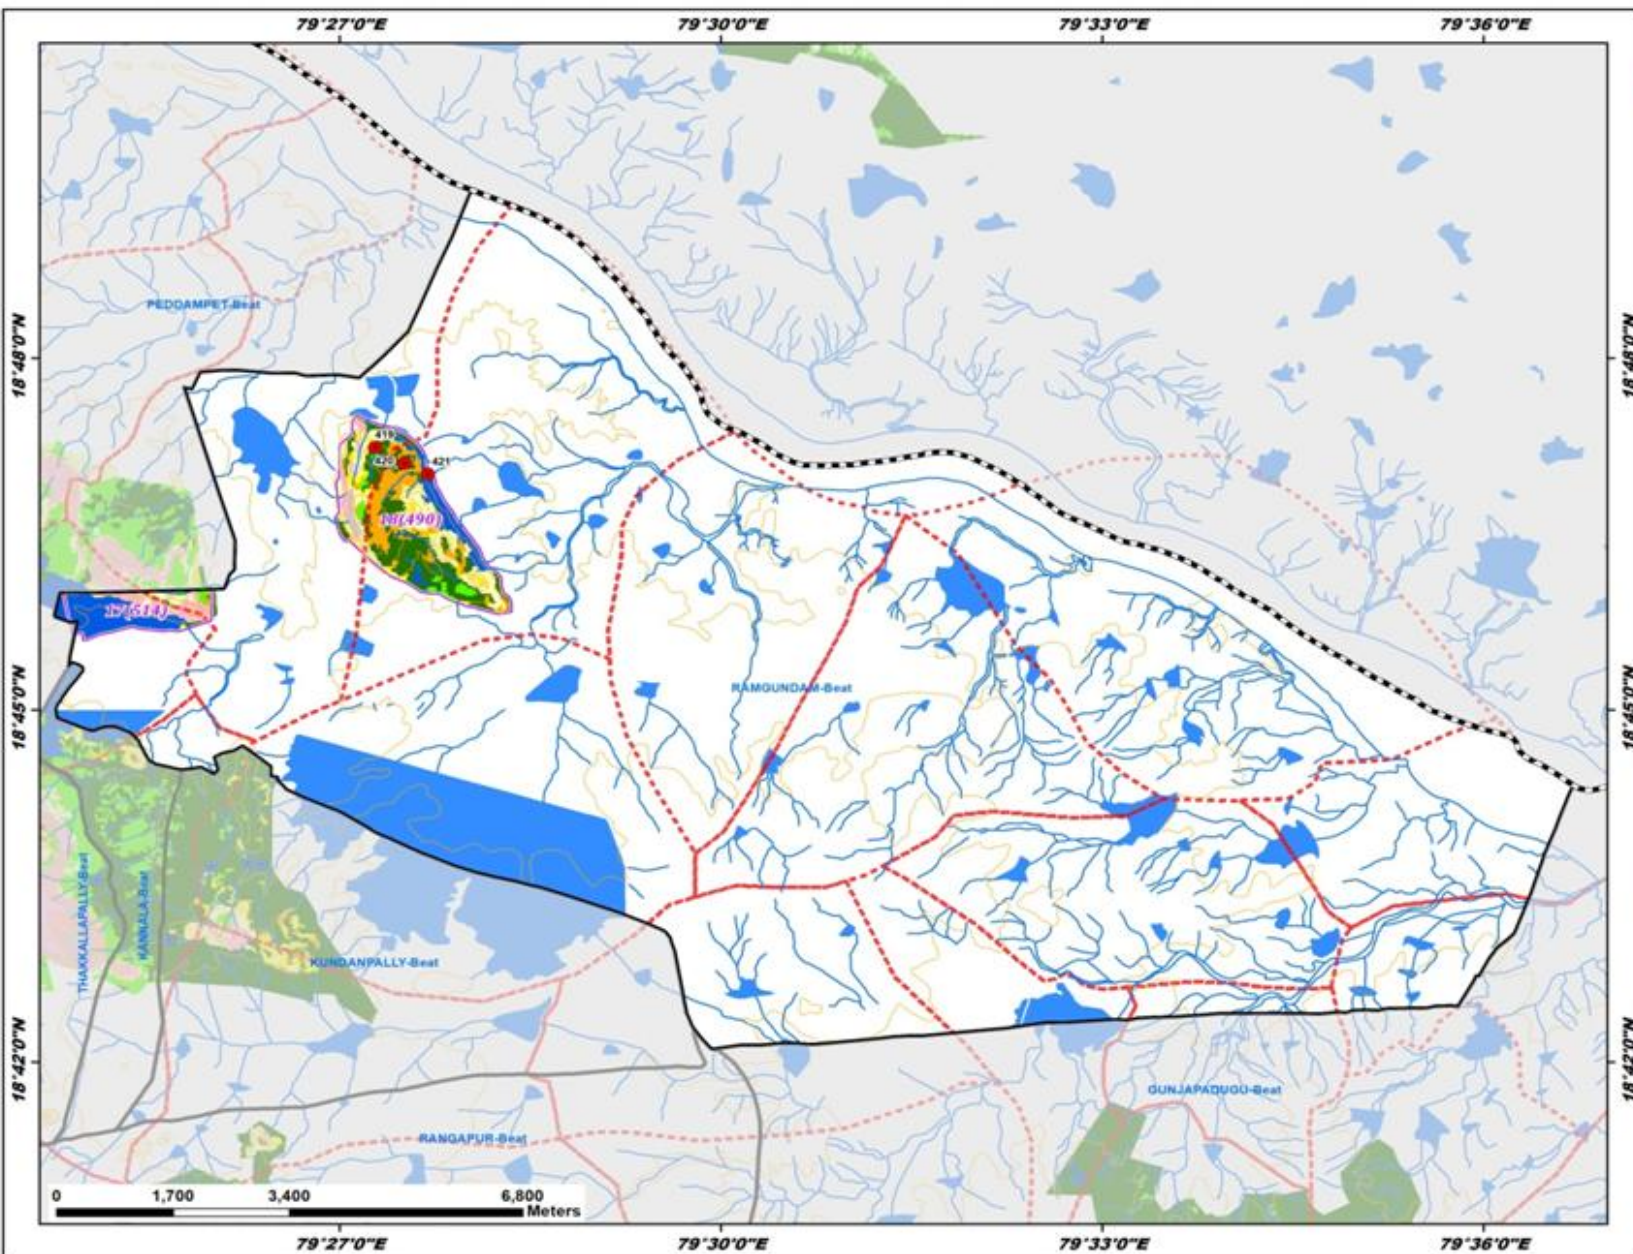 79°27'0"E 79°30'0"E 79°33'0"E 79°36'0"E
PEDDAMPET-Beat
18°48'0"N 18°48'0"N
419
420 421
18(490)
17(514)
RAMGUNDAM-Beat
18°45'0"N 18°45'0"N
THAKKALLAPALLY-Beat
KANNALA-Beat
KUNDANPALLY-Beat
18°42'0"N 18°42'0"N
GUNJAPADUGU-Beat
RANGAPUR-Beat
0 1,700 3,400 6,800
Meters
79°27'0"E 79°30'0"E 79°33'0"E 79°36'0"E